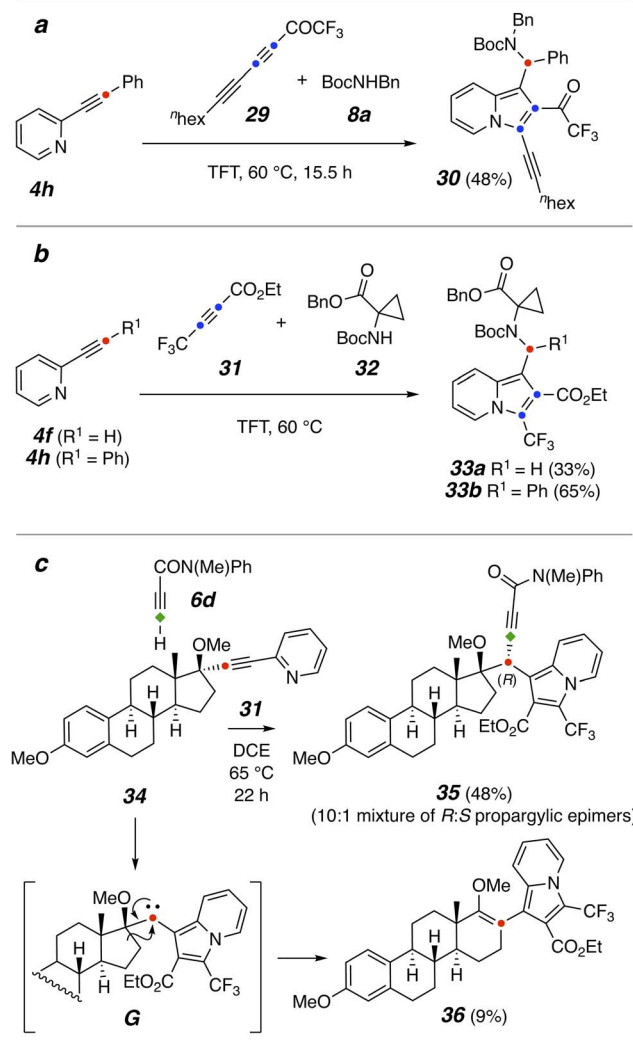 a
COCF3
nhex
29
+
BocNHBn
8a
Ph
N
4h
TFT, 60 °C, 15.5 h
Bn
BocN
Ph
N
O
CF3
nhex
30 (48%)
b
R1
N
4f (R1 = H)
4h (R1 = Ph)
CO2Et
F3C
31
+
O
BnO
BocNH
32
TFT, 60 °C
O
BnO
BocN
R1
N
CO2Et
CF3
33a R1 = H (33%)
33b R1 = Ph (65%)
c
CON(Me)Ph
6d
H
OMe
N
H
H
H
MeO
34
31
DCE
65 °C
22 h
O
N(Me)Ph
MeO
(R)
N
H
H
H
EtO2C
CF3
MeO
35 (48%)
(10:1 mixture of R:S propargylic epimers)
MeO
N
H
H
EtO2C
CF3
G
OMe
N
CF3
H
H
H
CO2Et
MeO
36 (9%)